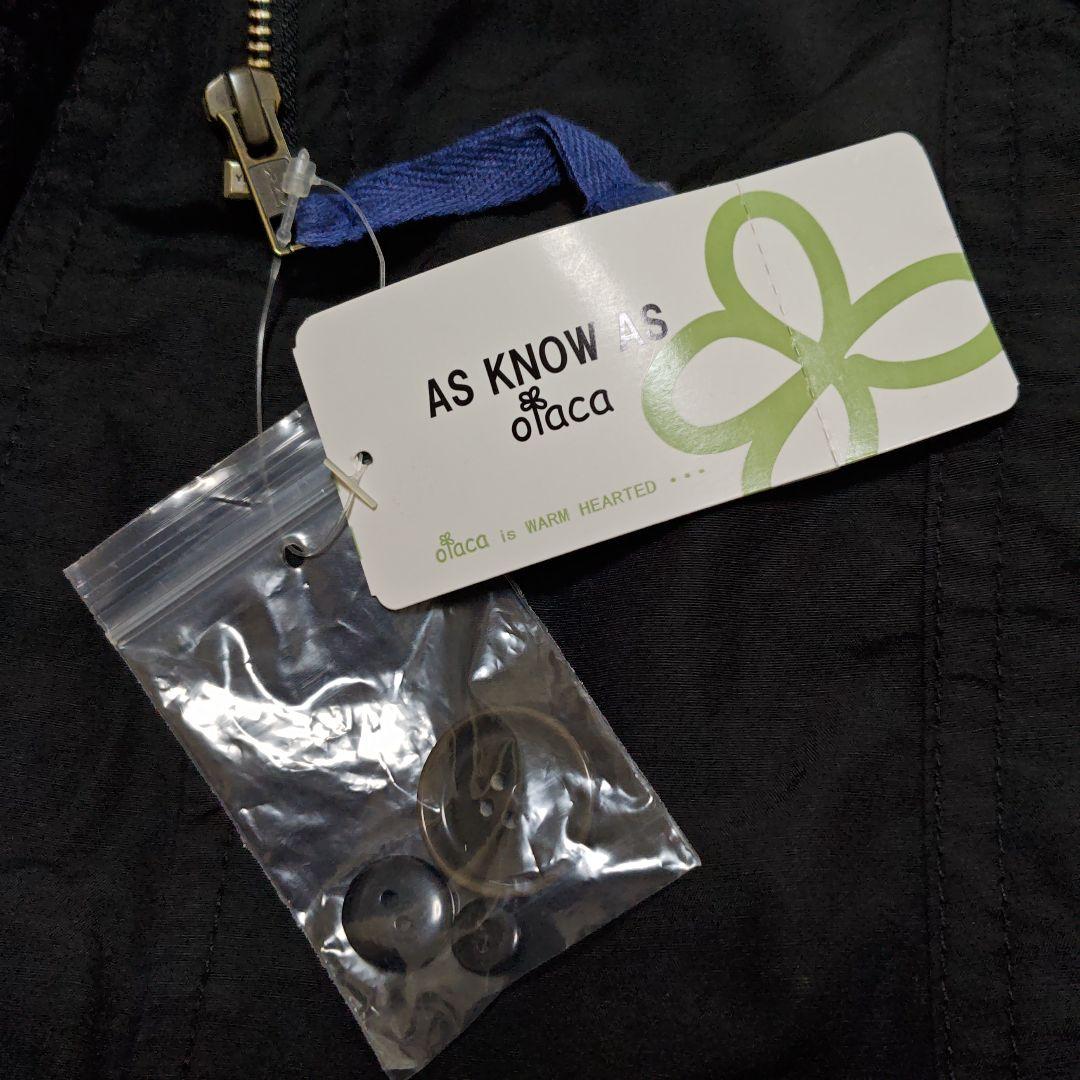 AS KNOW AS
olaca
olaca is WARM HEARTED ・・・